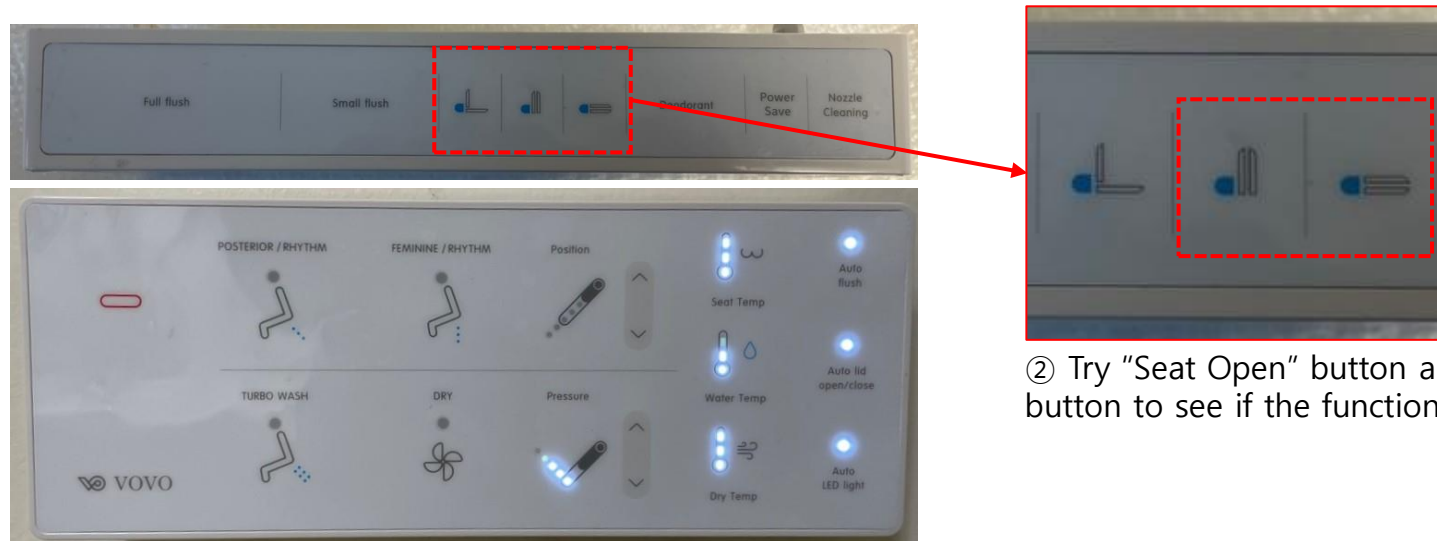 Full flush
Small flush
Deodorant
Power
Save
Nozzle
Cleaning
POSTERIOR / RHYTHM
FEMININE / RHYTHM
Position
Seat Temp
Auto
flush
Water Temp
Auto lid
open/close
TURBO WASH
DRY
Pressure
Dry Temp
Auto
LED light
VOVO
② Try "Seat Open" button a
button to see if the function